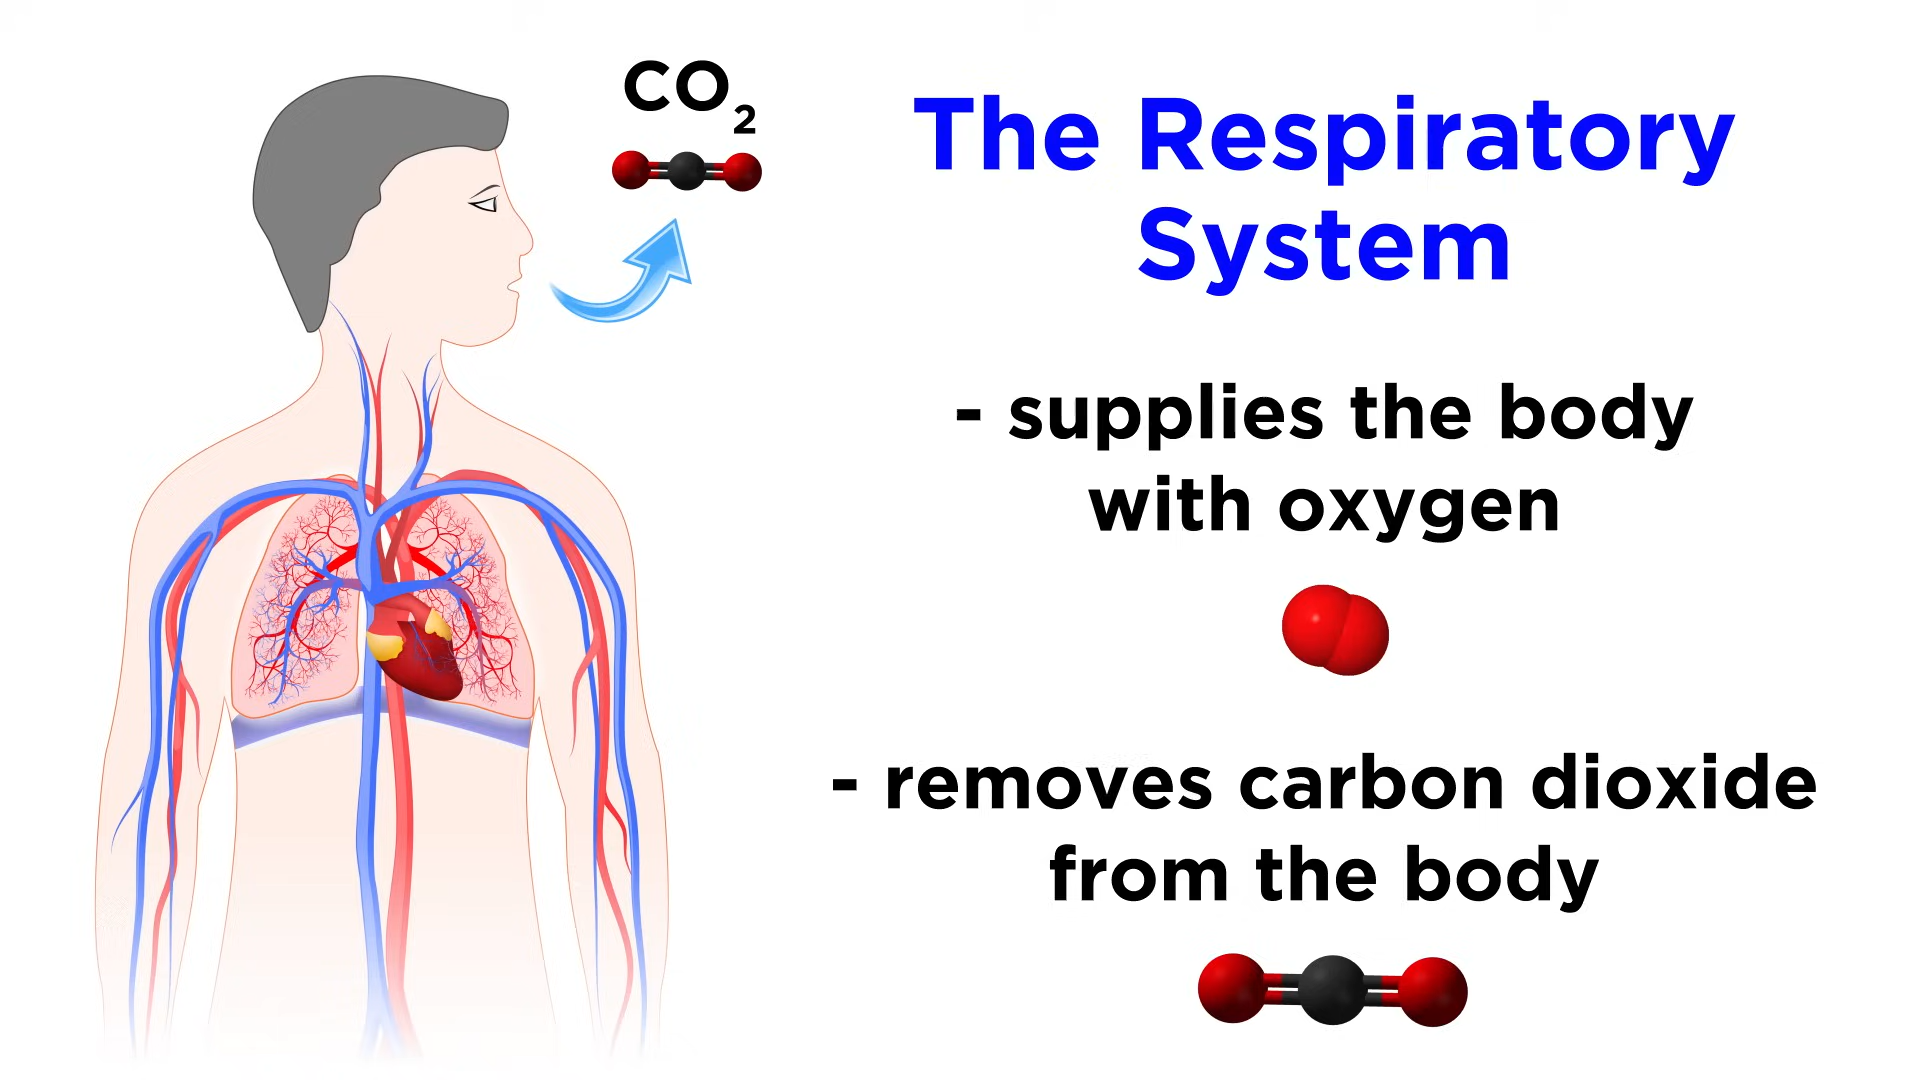 CO₂
The Respiratory
System
- supplies the body
with oxygen
- removes carbon dioxide
from the body